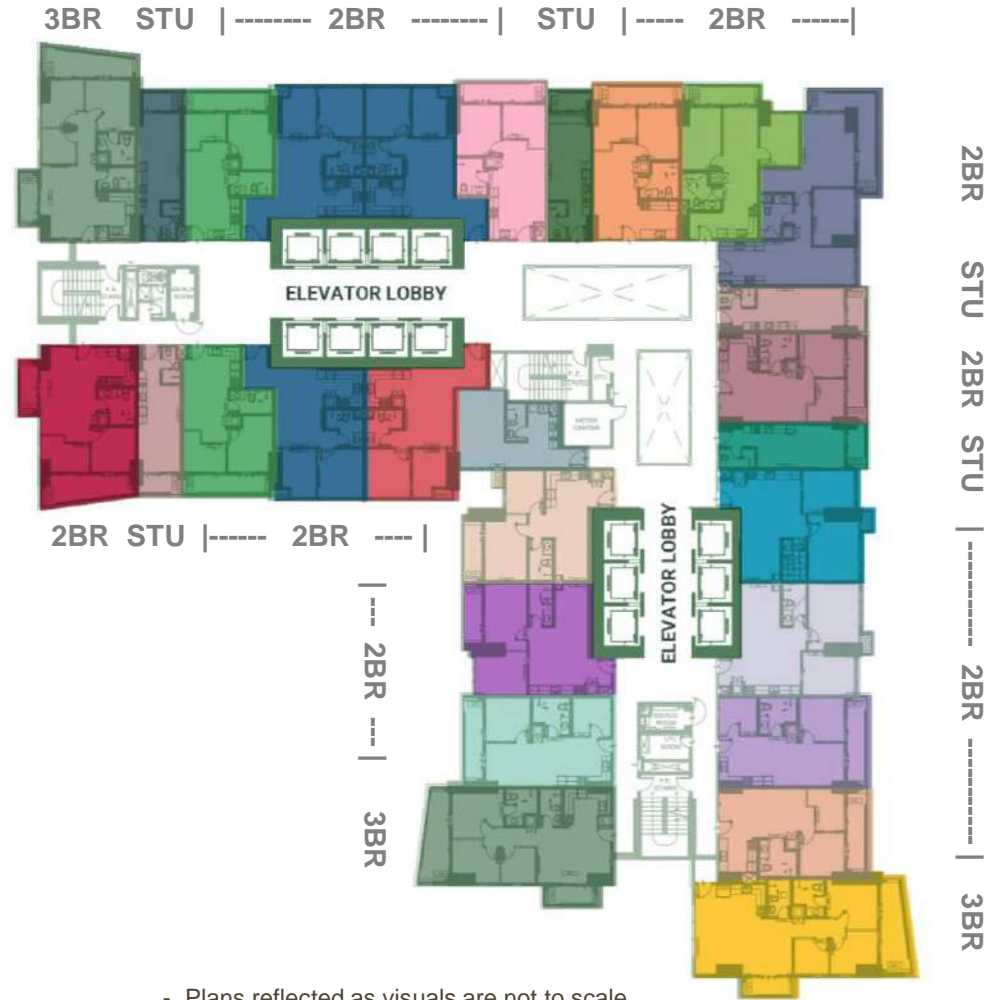 3BR STU | -------- 2BR --------- | STU | ----- 2BR ------|
2BR STU 2BR STU |----------- 2BR -----------| 3BR
ELEVATOR LOBBY
METER CENTER
2BR STU |------ 2BR ---- |
ELEVATOR LOBBY
|--- 2BR ---| 3BR
- Plans reflected as visuals are not to scale